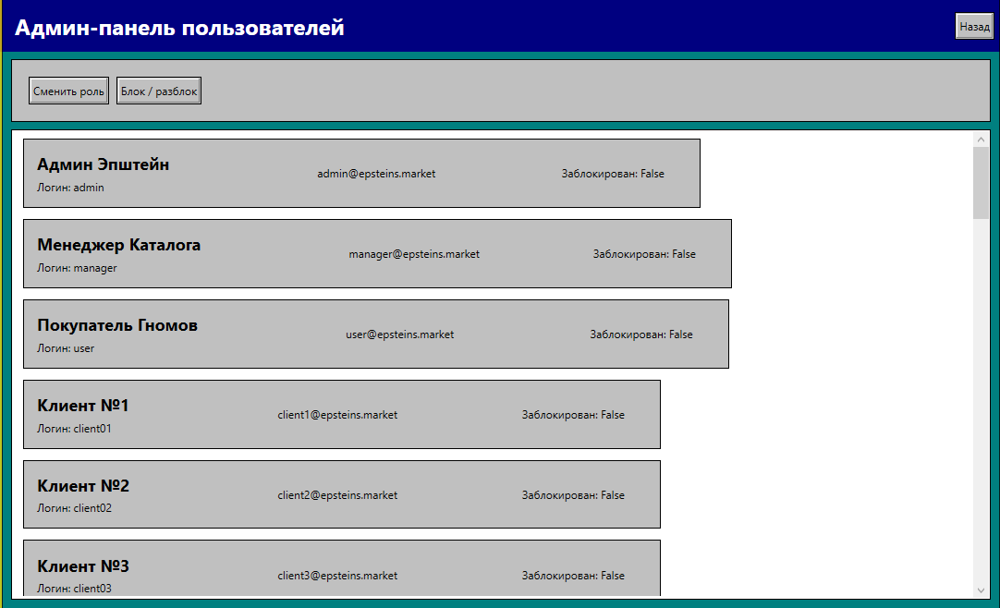 Админ-панель пользователей
Назад
Сменить роль
Блок / разблок
Админ Эпштейн
Логин: admin
admin@epsteins.market
Заблокирован: False
Менеджер Каталога
Логин: manager
manager@epsteins.market
Заблокирован: False
Покупатель Гномов
Логин: user
user@epsteins.market
Заблокирован: False
Клиент №1
Логин: client01
client1@epsteins.market
Заблокирован: False
Клиент №2
Логин: client02
client2@epsteins.market
Заблокирован: False
Клиент №3
Логин: client03
client3@epsteins.market
Заблокирован: False